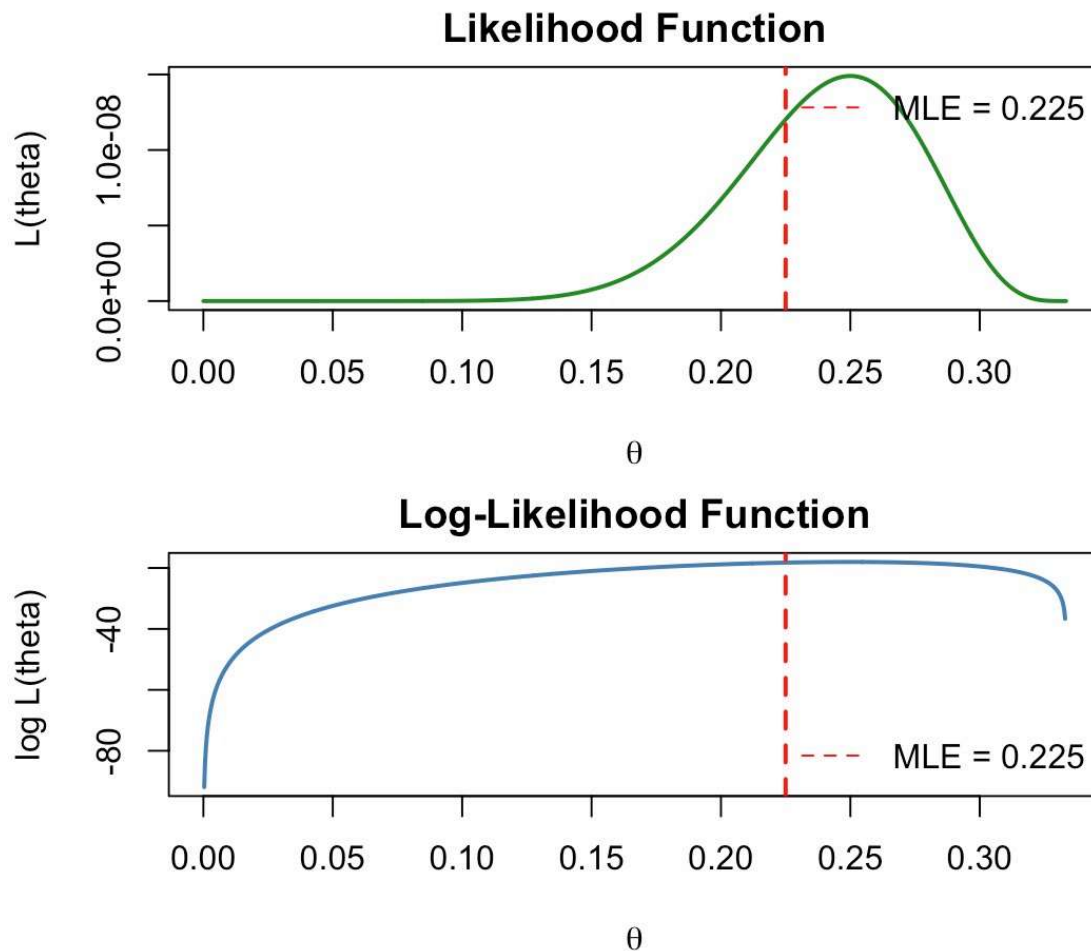 Likelihood Function
L(theta)
1.0e-08
0.0e+00
MLE = 0.225
0.00 0.05 0.10 0.15 0.20 0.25 0.30
θ
Log-Likelihood Function
log L(theta)
-40
-80
MLE = 0.225
0.00 0.05 0.10 0.15 0.20 0.25 0.30
θ